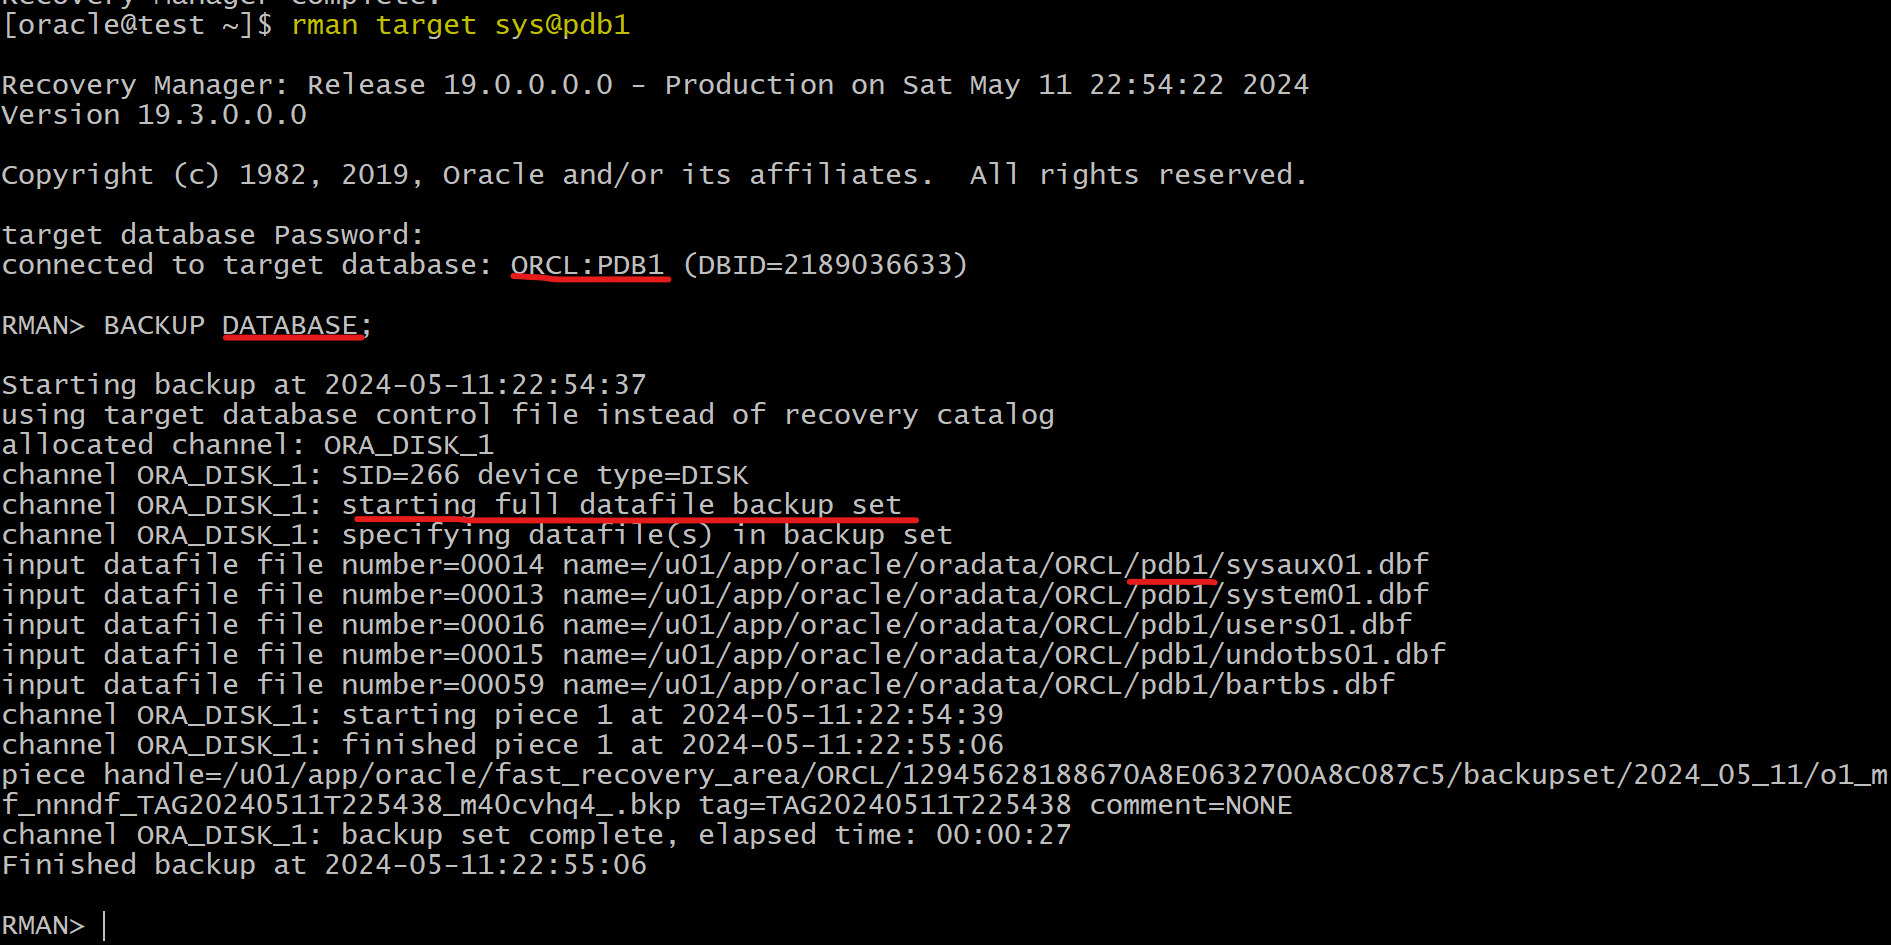 Recovery Manager complete.
[oracle@test ~]$ rman target sys@pdb1
Recovery Manager: Release 19.0.0.0.0 - Production on Sat May 11 22:54:22 2024
Version 19.3.0.0.0
Copyright (c) 1982, 2019, Oracle and/or its affiliates.  All rights reserved.
target database Password:
connected to target database: ORCL:PDB1 (DBID=2189036633)
RMAN> BACKUP DATABASE;
Starting backup at 2024-05-11:22:54:37
using target database control file instead of recovery catalog
allocated channel: ORA_DISK_1
channel ORA_DISK_1: SID=266 device type=DISK
channel ORA_DISK_1: starting full datafile backup set
channel ORA_DISK_1: specifying datafile(s) in backup set
input datafile file number=00014 name=/u01/app/oracle/oradata/ORCL/pdb1/sysaux01.dbf
input datafile file number=00013 name=/u01/app/oracle/oradata/ORCL/pdb1/system01.dbf
input datafile file number=00016 name=/u01/app/oracle/oradata/ORCL/pdb1/users01.dbf
input datafile file number=00015 name=/u01/app/oracle/oradata/ORCL/pdb1/undotbs01.dbf
input datafile file number=00059 name=/u01/app/oracle/oradata/ORCL/pdb1/bartbs.dbf
channel ORA_DISK_1: starting piece 1 at 2024-05-11:22:54:39
channel ORA_DISK_1: finished piece 1 at 2024-05-11:22:55:06
piece handle=/u01/app/oracle/fast_recovery_area/ORCL/12945628188670A8E0632700A8C087C5/backupset/2024_05_11/o1_m
f_nnndf_TAG20240511T225438_m40cvhq4_.bkp tag=TAG20240511T225438 comment=NONE
channel ORA_DISK_1: backup set complete, elapsed time: 00:00:27
Finished backup at 2024-05-11:22:55:06
RMAN>